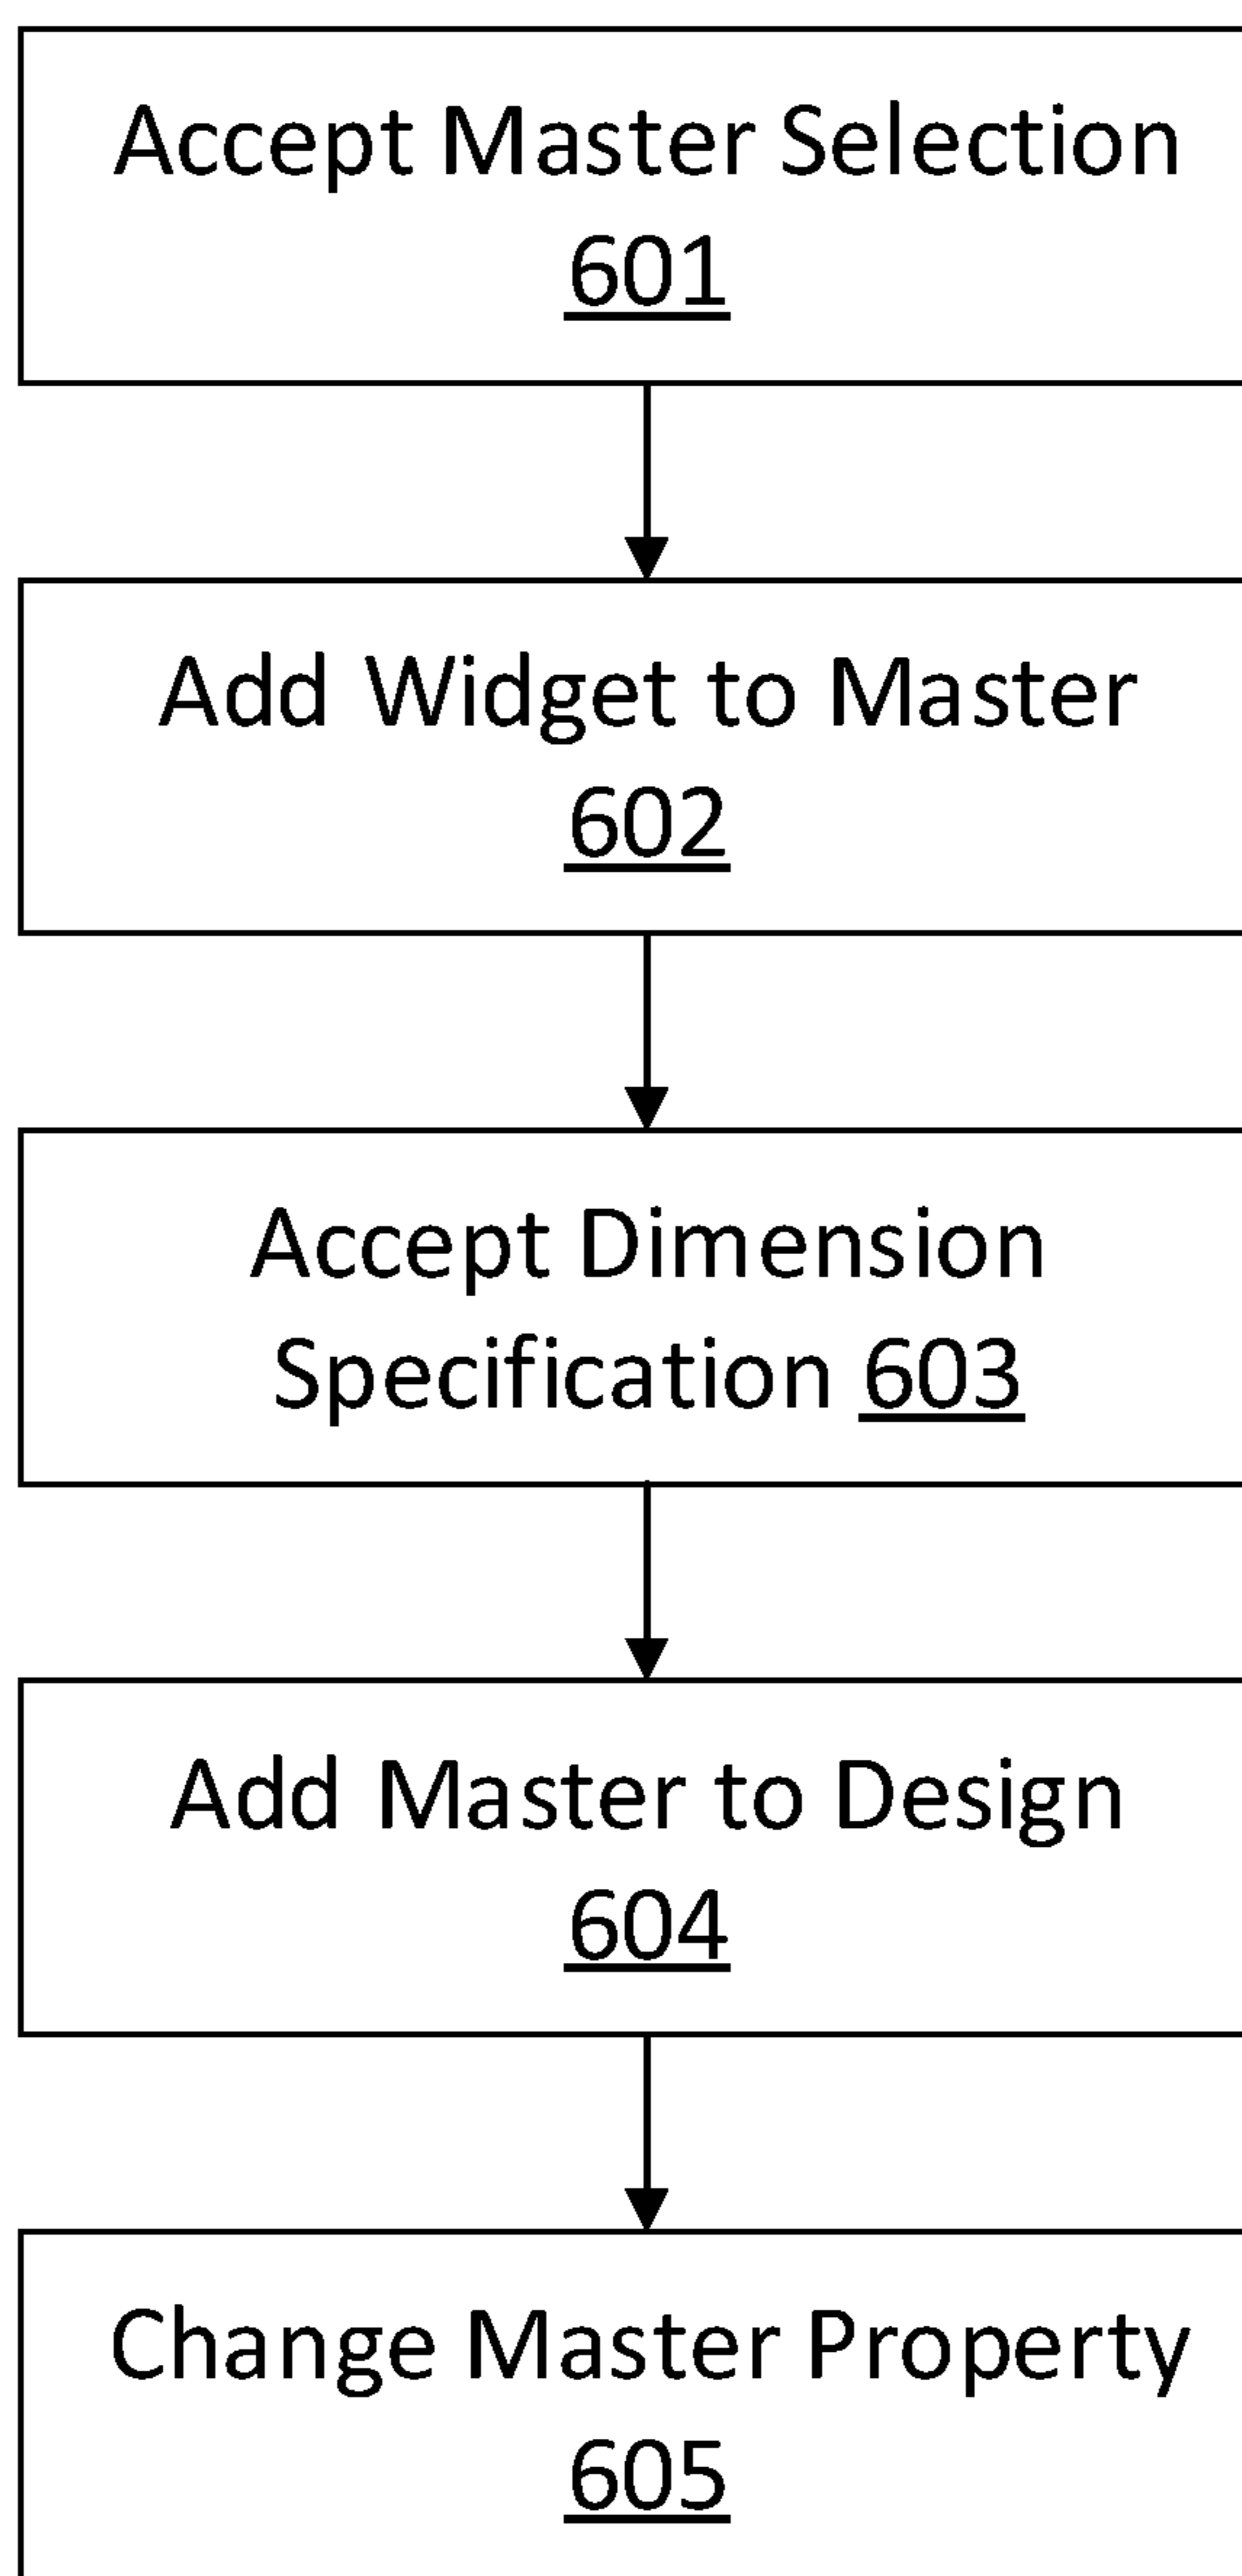 Accept Master Selection
601
Add Widget to Master
602
Accept Dimension
Specification 603
Add Master to Design
604
Change Master Property
605